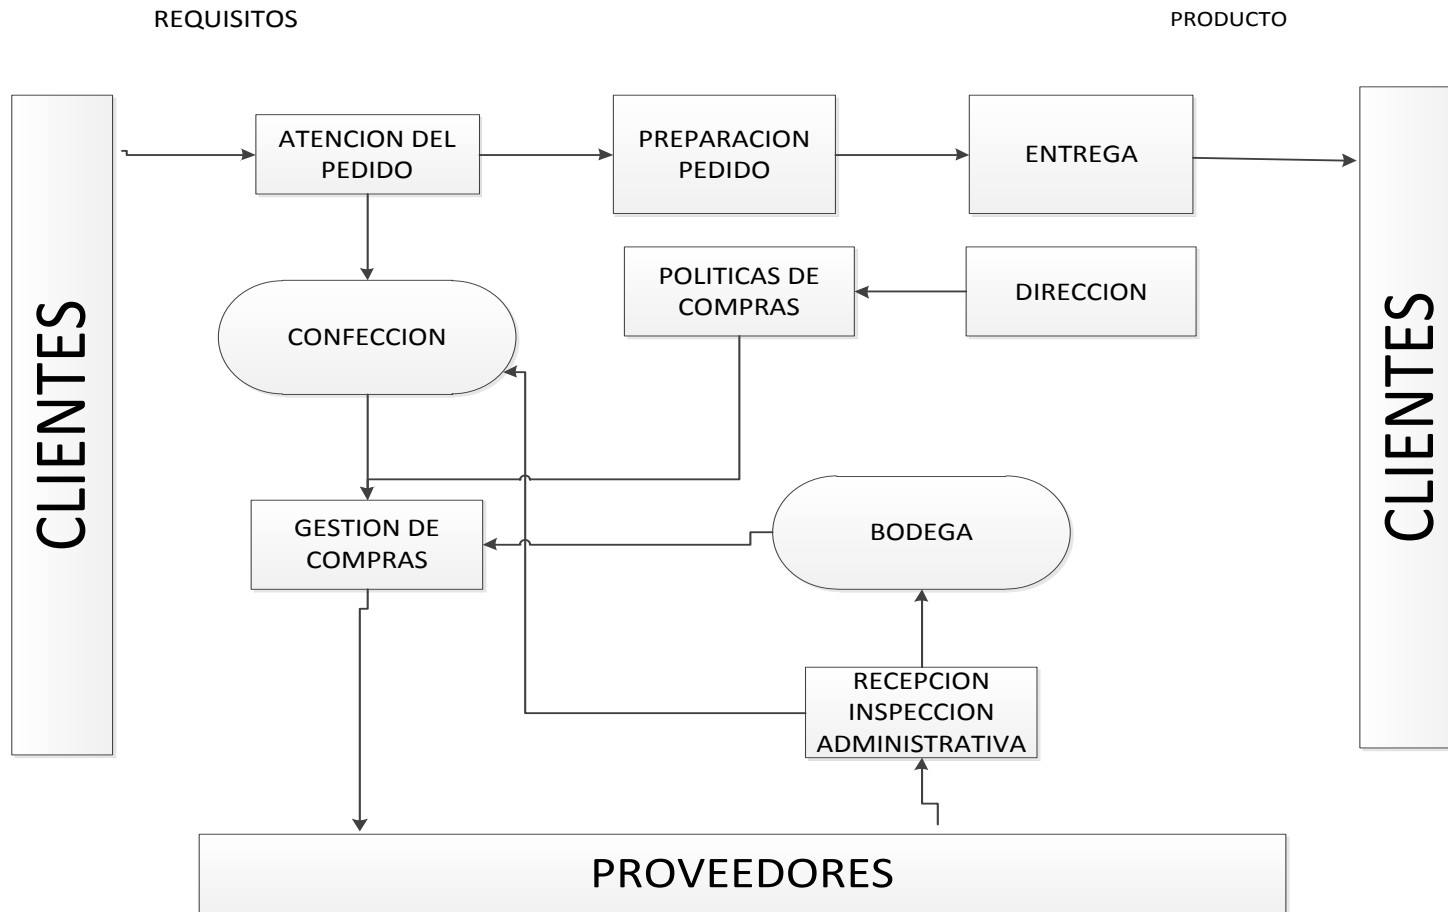 REQUISITOS
PRODUCTO
CLIENTES
ATENCION DEL
PEDIDO
PREPARACION
PEDIDO
ENTREGA
CLIENTES
POLITICAS DE
COMPRAS
DIRECCION
CONFECCION
GESTION DE
COMPRAS
BODEGA
RECEPCION
INSPECCION
ADMINISTRATIVA
PROVEEDORES